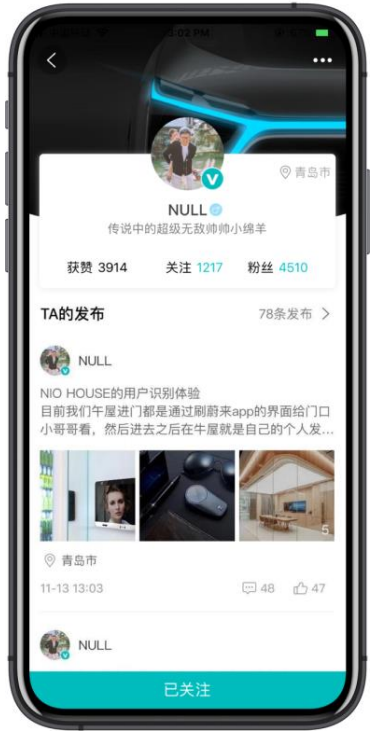 3:02 PM
青岛市
NULL
传说中的超级无敌帅帅小绵羊
获赞 3914 关注 1217 粉丝 4510
TA的发布 78条发布
NULL
NIO HOUSE的用户识别体验
目前我们午屋进门都是通过刷蔚来app的界面给门口
小哥哥看，然后进去之后在牛屋就是自己的个人发...
5
青岛市
11-13 13:03 48 47
NULL
已关注